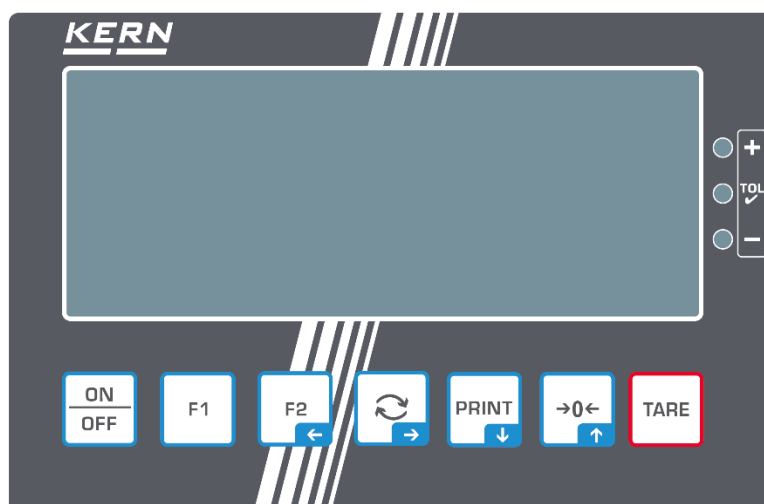 KERN
+
TOL
−
ON
OFF
F1
F2
PRINT
→0←
TARE